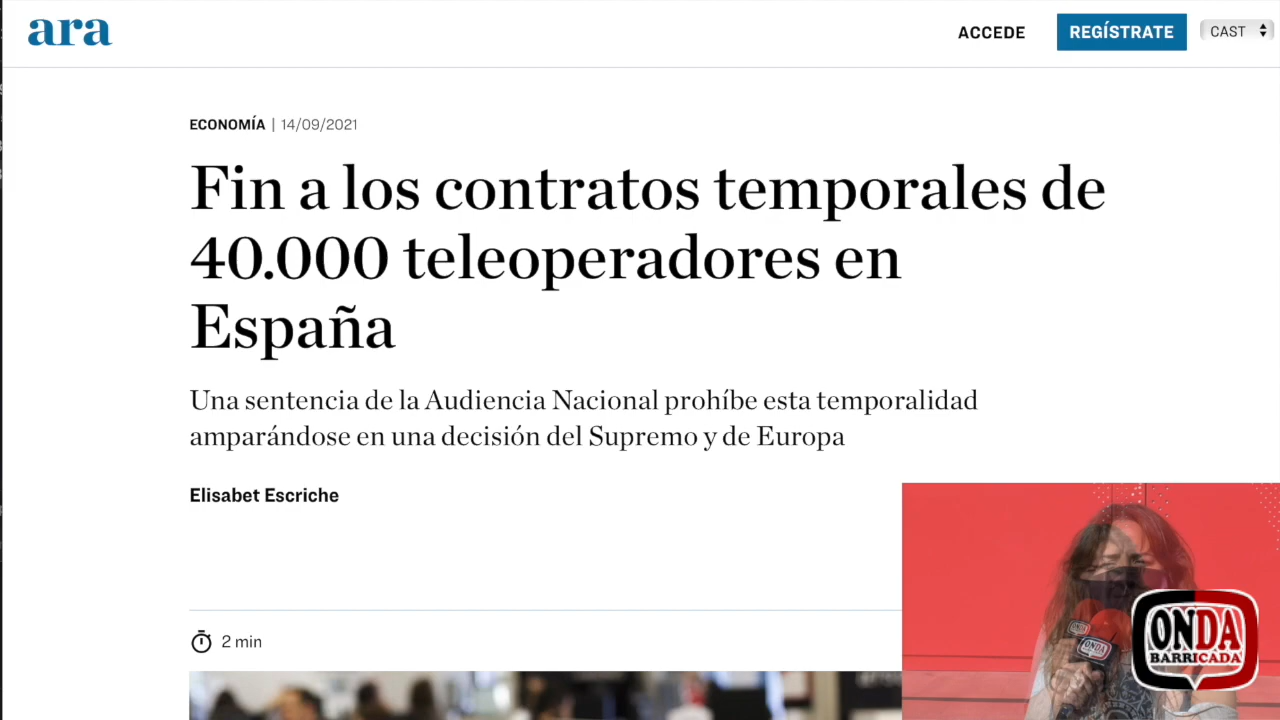 ara
ACCEDE
REGÍSTRATE
CAST
ECONOMÍA | 14/09/2021
Fin a los contratos temporales de
40.000 teleoperadores en
España
Una sentencia de la Audiencia Nacional prohíbe esta temporalidad
amparándose en una decisión del Supremo y de Europa
Elisabet Escriche
2 min
ONDA
ONDA
ONDA
BARRICADA